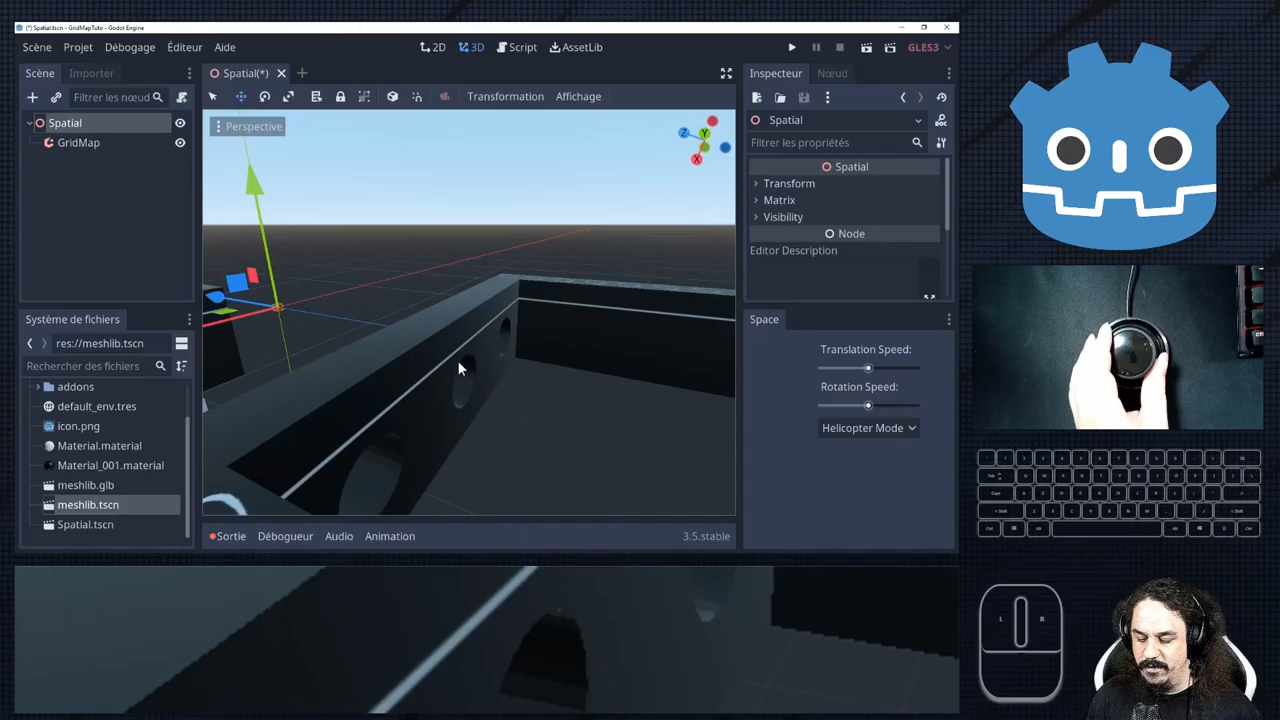 (*) Spatial.tscn - GridMapTuto - Godot Engine
Scène Projet Débogage Éditeur Aide
2D 3D Script AssetLib
GLES3
Scène Importer
Spatial(*)
Inspecteur Nœud
Filtrer les nœud
Transformation Affichage
Spatial
GridMap
Perspective
Z Y X
Spatial
Filtrer les propriétés
Spatial
Transform
Matrix
Visibility
Node
Editor Description
Système de fichiers
res://meshlib.tscn
Rechercher des fichiers
addons
default_env.tres
icon.png
Material.material
Material_001.material
meshlib.glb
meshlib.tscn
Spatial.tscn
Space
Translation Speed:
Rotation Speed:
Helicopter Mode
Sortie Débogueur Audio Animation
3.5.stable
L R